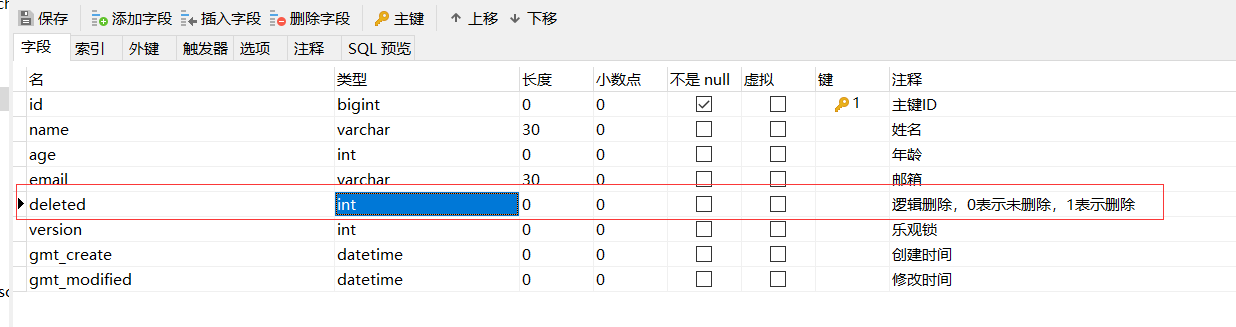 ch
保存 添加字段 插入字段 删除字段 主键 上移 下移
字段 索引 外键 触发器 选项 注释 SQL 预览
名 类型 长度 小数点 不是 null 虚拟 键 注释
id bigint 0 0 1 主键ID
name varchar 30 0 姓名
age int 0 0 年龄
email varchar 30 0 邮箱
deleted int 0 0 逻辑删除，0表示未删除，1表示删除
version int 0 0 乐观锁
gmt_create datetime 0 0 创建时间
gmt_modified datetime 0 0 修改时间
sc